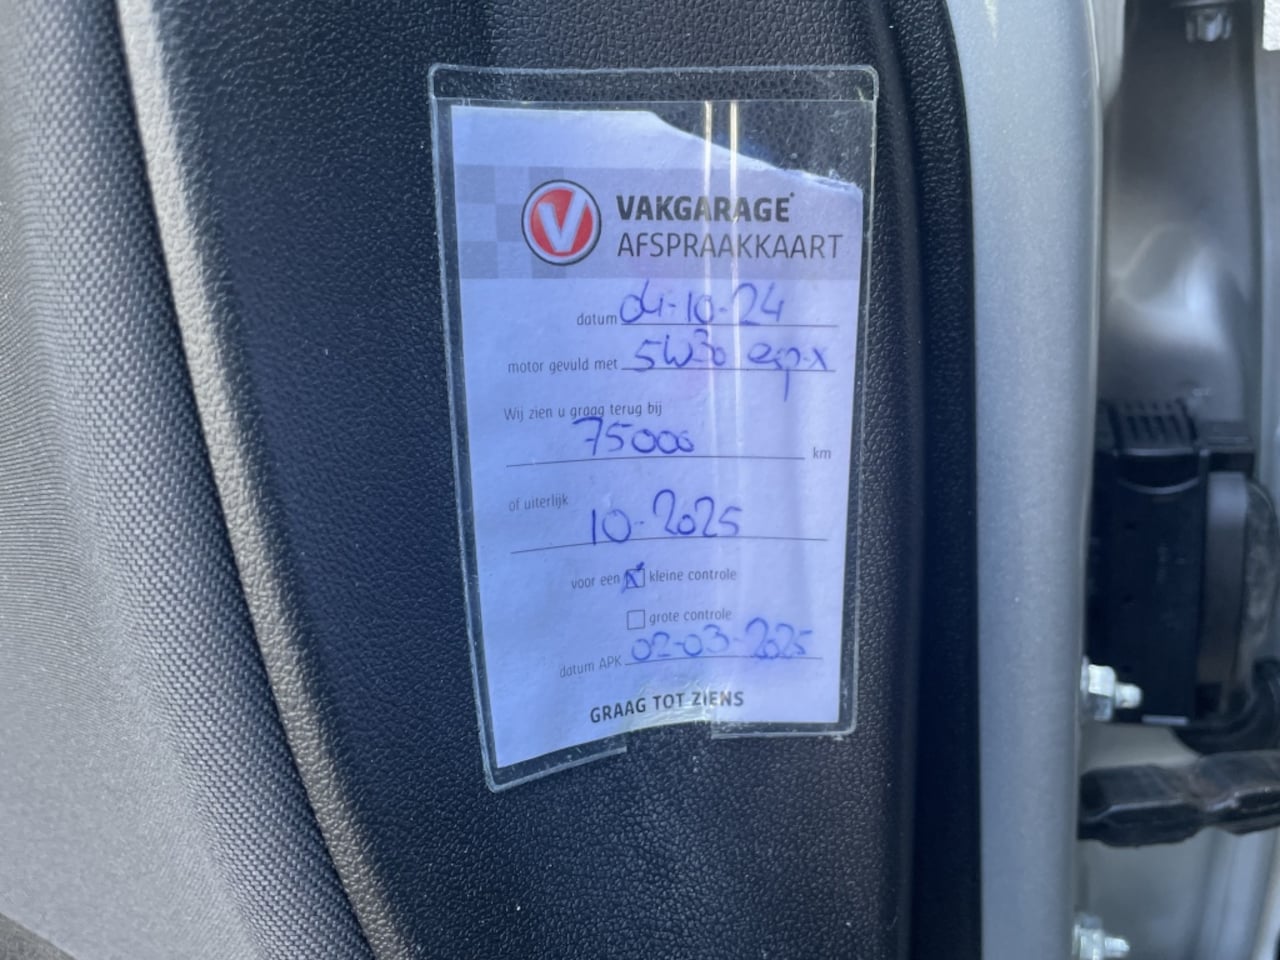 V VAKGARAGE®
AFSPRAAKKAART
datum 04-10-24
motor gevuld met 5W30
Wij zien u graag terug bij
75000 km
of uiterlijk
10-2025
voor een kleine controle
grote controle
datum APK 02-03-2025
GRAAG TOT ZIENS